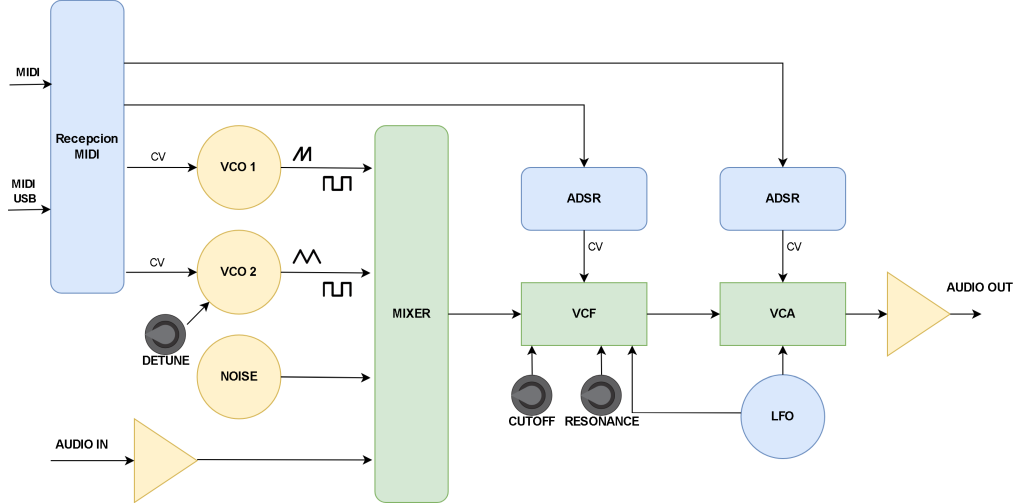 MIDI
Recepcion
MIDI
MIDI
USB
CV
VCO 1
CV
VCO 2
DETUNE
NOISE
AUDIO IN
MIXER
ADSR
CV
VCF
CUTOFF
RESONANCE
ADSR
CV
VCA
LFO
AUDIO OUT